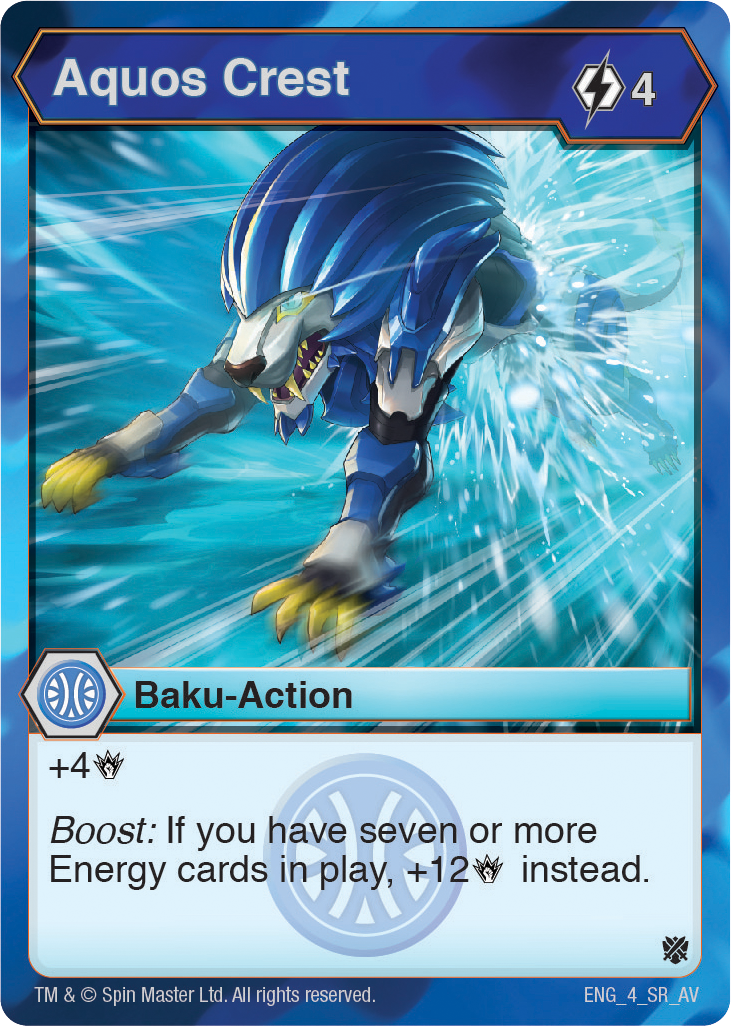 Aquos Crest
4
Baku-Action
+4
Boost: If you have seven or more
Energy cards in play, +12 instead.
TM & © Spin Master Ltd. All rights reserved.
ENG_4_SR_AV